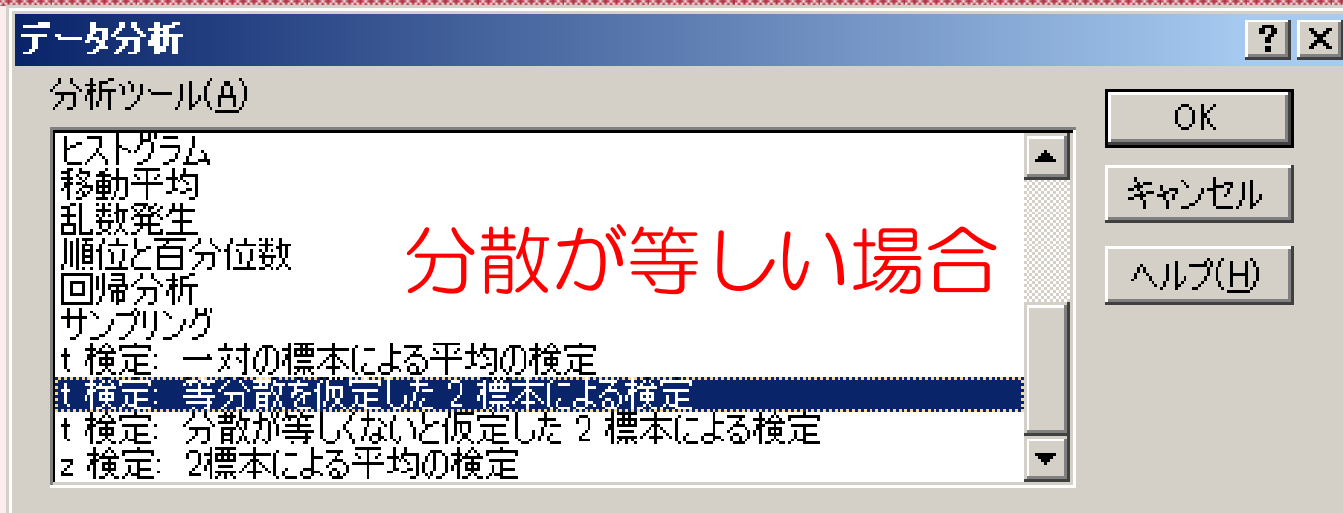 データ分析
分析ツール(A)
OK
キャンセル
ヘルプ(H)
ヒストグラム
移動平均
乱数発生
順位と百分位数
回帰分析
サンプリング
t 検定: 一対の標本による平均の検定
t 検定: 等分散を仮定した 2 標本による検定
t 検定: 分散が等しくないと仮定した 2 標本による検定
z 検定: 2標本による平均の検定
分散が等しい場合